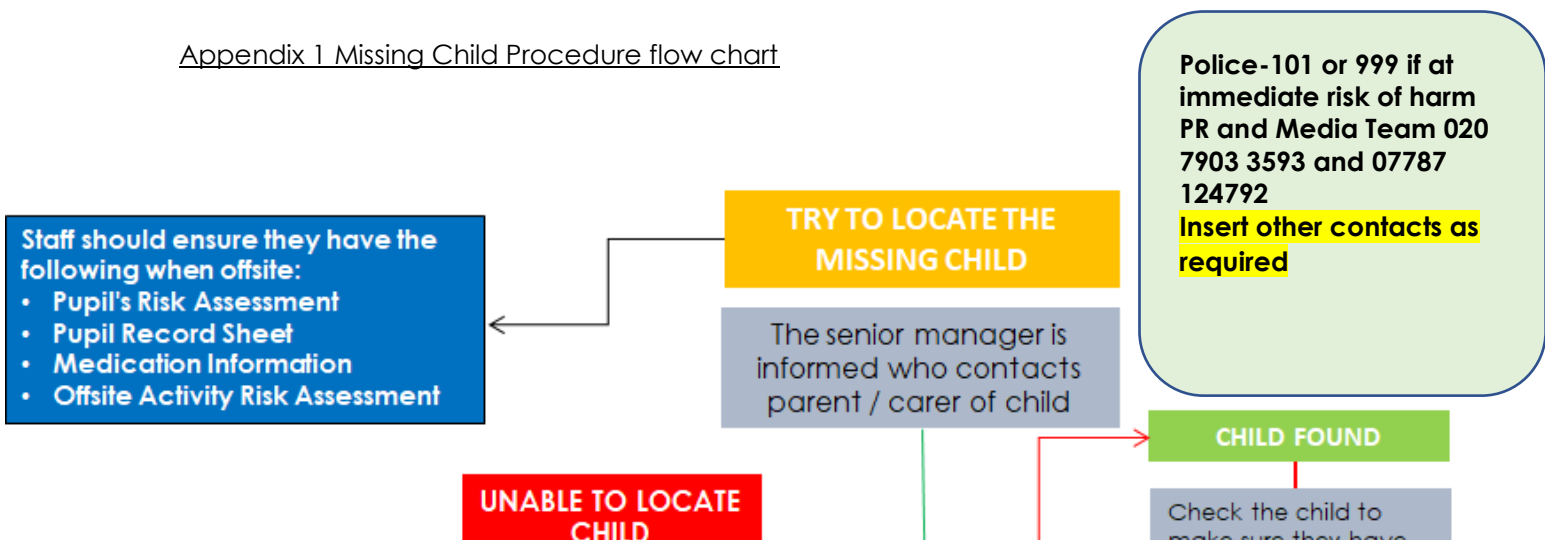 Appendix 1 Missing Child Procedure flow chart
Police-101 or 999 if at
immediate risk of harm
PR and Media Team 020
7903 3593 and 07787
124792
Insert other contacts as
required
TRY TO LOCATE THE
MISSING CHILD
Staff should ensure they have the
following when offsite:
• Pupil's Risk Assessment
• Pupil Record Sheet
• Medication Information
• Offsite Activity Risk Assessment
The senior manager is
informed who contacts
parent / carer of child
CHILD FOUND
UNABLE TO LOCATE
CHILD
Check the child to
make sure they have